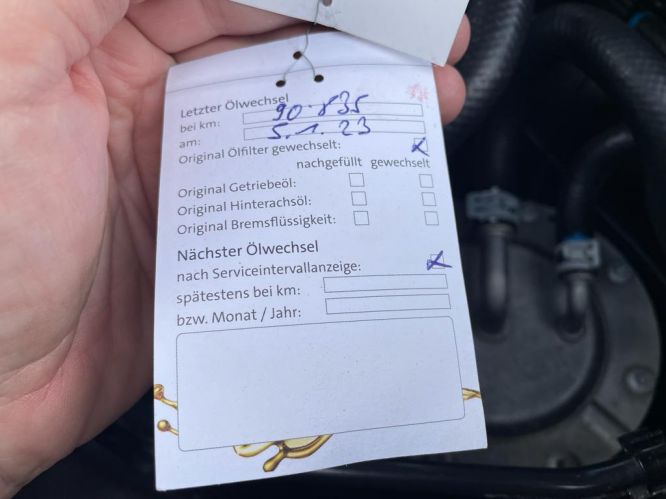 Letzter Ölwechsel
bei km: 90.835
am: 5.1.23
Original Ölfilter gewechselt:
nachgefüllt gewechselt
Original Getriebeöl:
Original Hinterachsöl:
Original Bremsflüssigkeit:
Nächster Ölwechsel
nach Serviceintervallanzeige:
spätestens bei km:
bzw. Monat / Jahr: